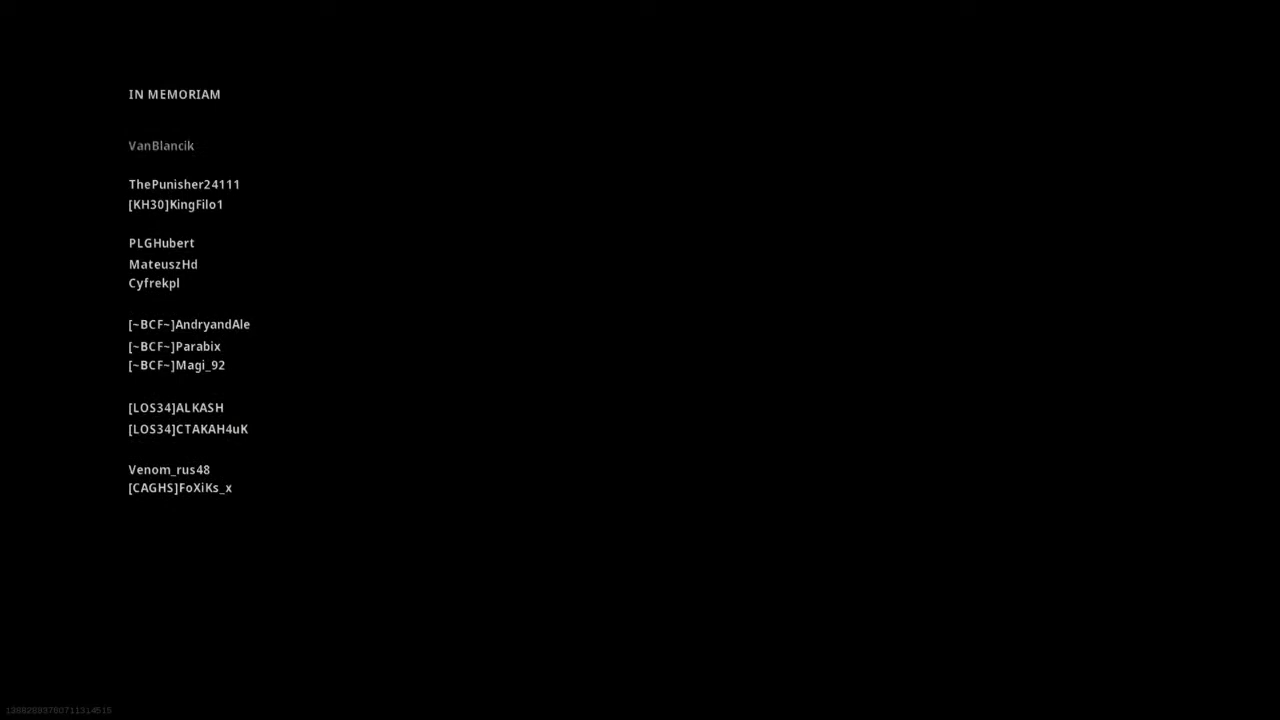 IN MEMORIAM
VanBlancik
ThePunisher24111
[KH30]KingFilo1
PLGHubert
MateuszHd
Cyfrekpl
[~BCF~]AndryandAle
[~BCF~]Parabix
[~BCF~]Magi_92
[LOS34]ALKASH
[LOS34]CTAKAH4uK
Venom_rus48
[CAGHS]FoXiKs_x